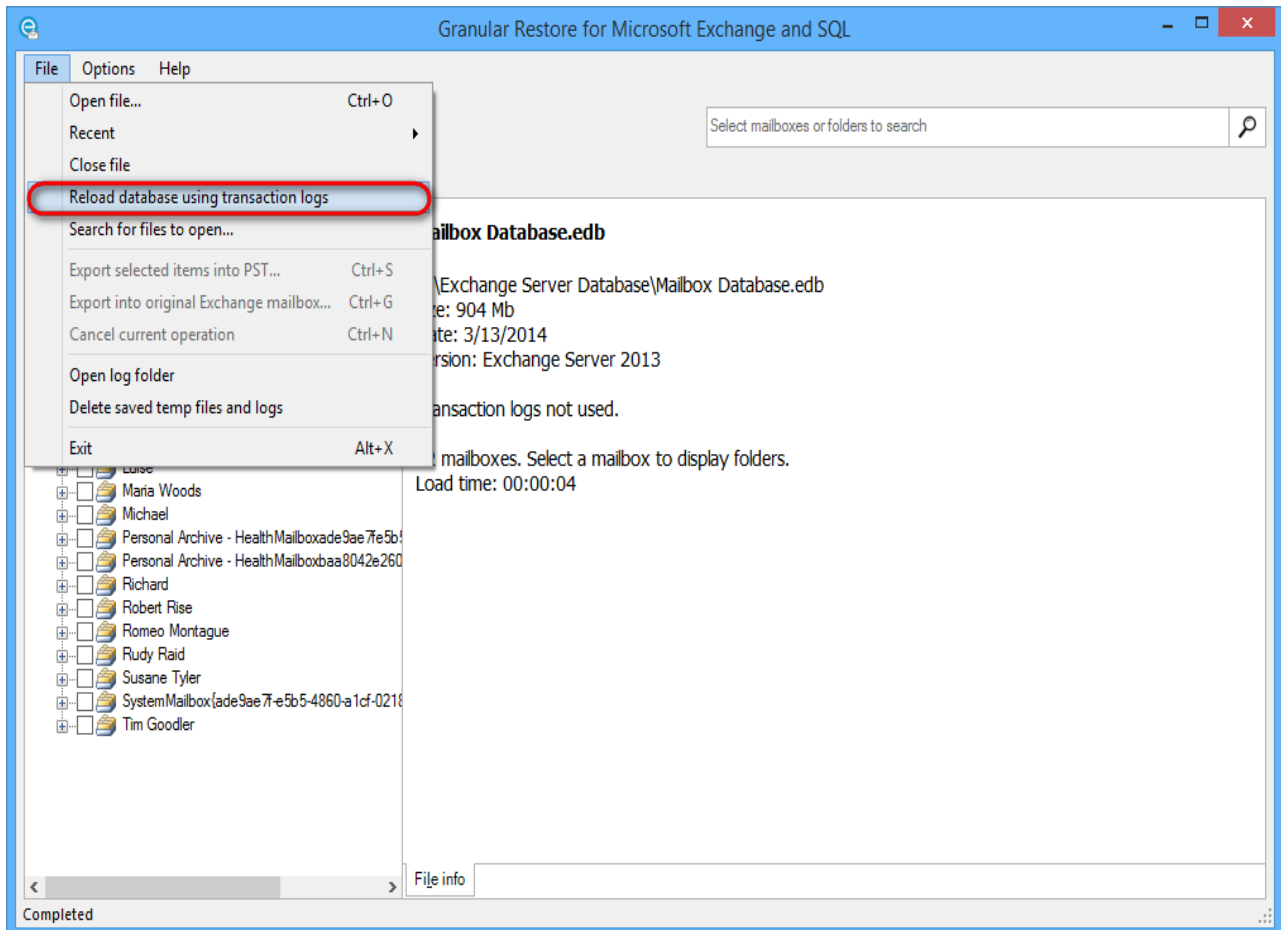 Granular Restore for Microsoft Exchange and SQL
File Options Help
Open file... Ctrl+O
Recent
Close file
Reload database using transaction logs
Search for files to open...
Export selected items into PST... Ctrl+S
Export into original Exchange mailbox... Ctrl+G
Cancel current operation Ctrl+N
Open log folder
Delete saved temp files and logs
Exit Alt+X
Select mailboxes or folders to search
Maria Woods
Michael
Personal Archive - HealthMailboxade9ae7fe5b5
Personal Archive - HealthMailboxbaa8042e260
Richard
Robert Rise
Romeo Montague
Rudy Raid
Susane Tyler
SystemMailbox{ade9ae7f-e5b5-4860-a1cf-0218
Tim Goodler
ailbox Database.edb
\Exchange Server Database\Mailbox Database.edb
ze: 904 Mb
ate: 3/13/2014
rsion: Exchange Server 2013
ansaction logs not used.
mailboxes. Select a mailbox to display folders.
Load time: 00:00:04
File info
Completed